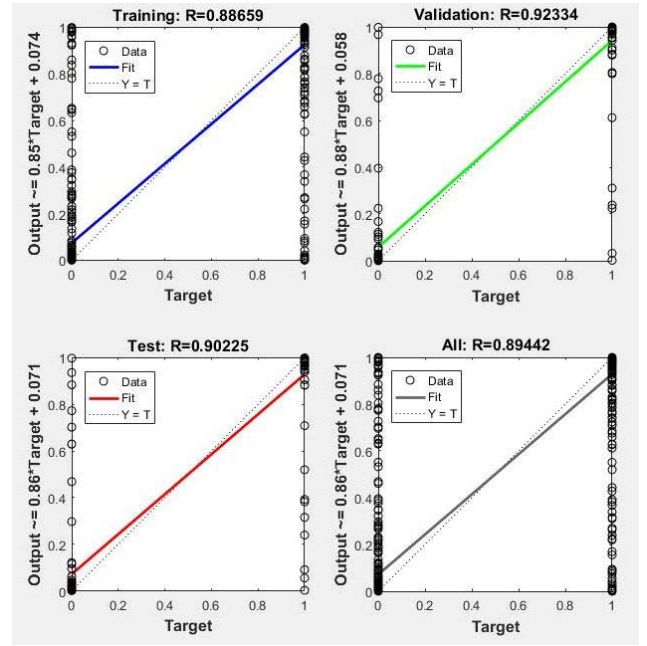 Training: R=0.88659
Output ~= 0.85*Target + 0.074
1
0.8
0.6
0.4
0.2
0
Data
Fit
Y = T
0 0.2 0.4 0.6 0.8 1
Target
Validation: R=0.92334
Output ~= 0.88*Target + 0.058
1
0.8
0.6
0.4
0.2
0
Data
Fit
Y = T
0 0.2 0.4 0.6 0.8 1
Target
Test: R=0.90225
Output ~= 0.86*Target + 0.071
1
0.8
0.6
0.4
0.2
0
Data
Fit
Y = T
0 0.2 0.4 0.6 0.8 1
Target
All: R=0.89442
Output ~= 0.86*Target + 0.071
1
0.8
0.6
0.4
0.2
0
Data
Fit
Y = T
0 0.2 0.4 0.6 0.8 1
Target